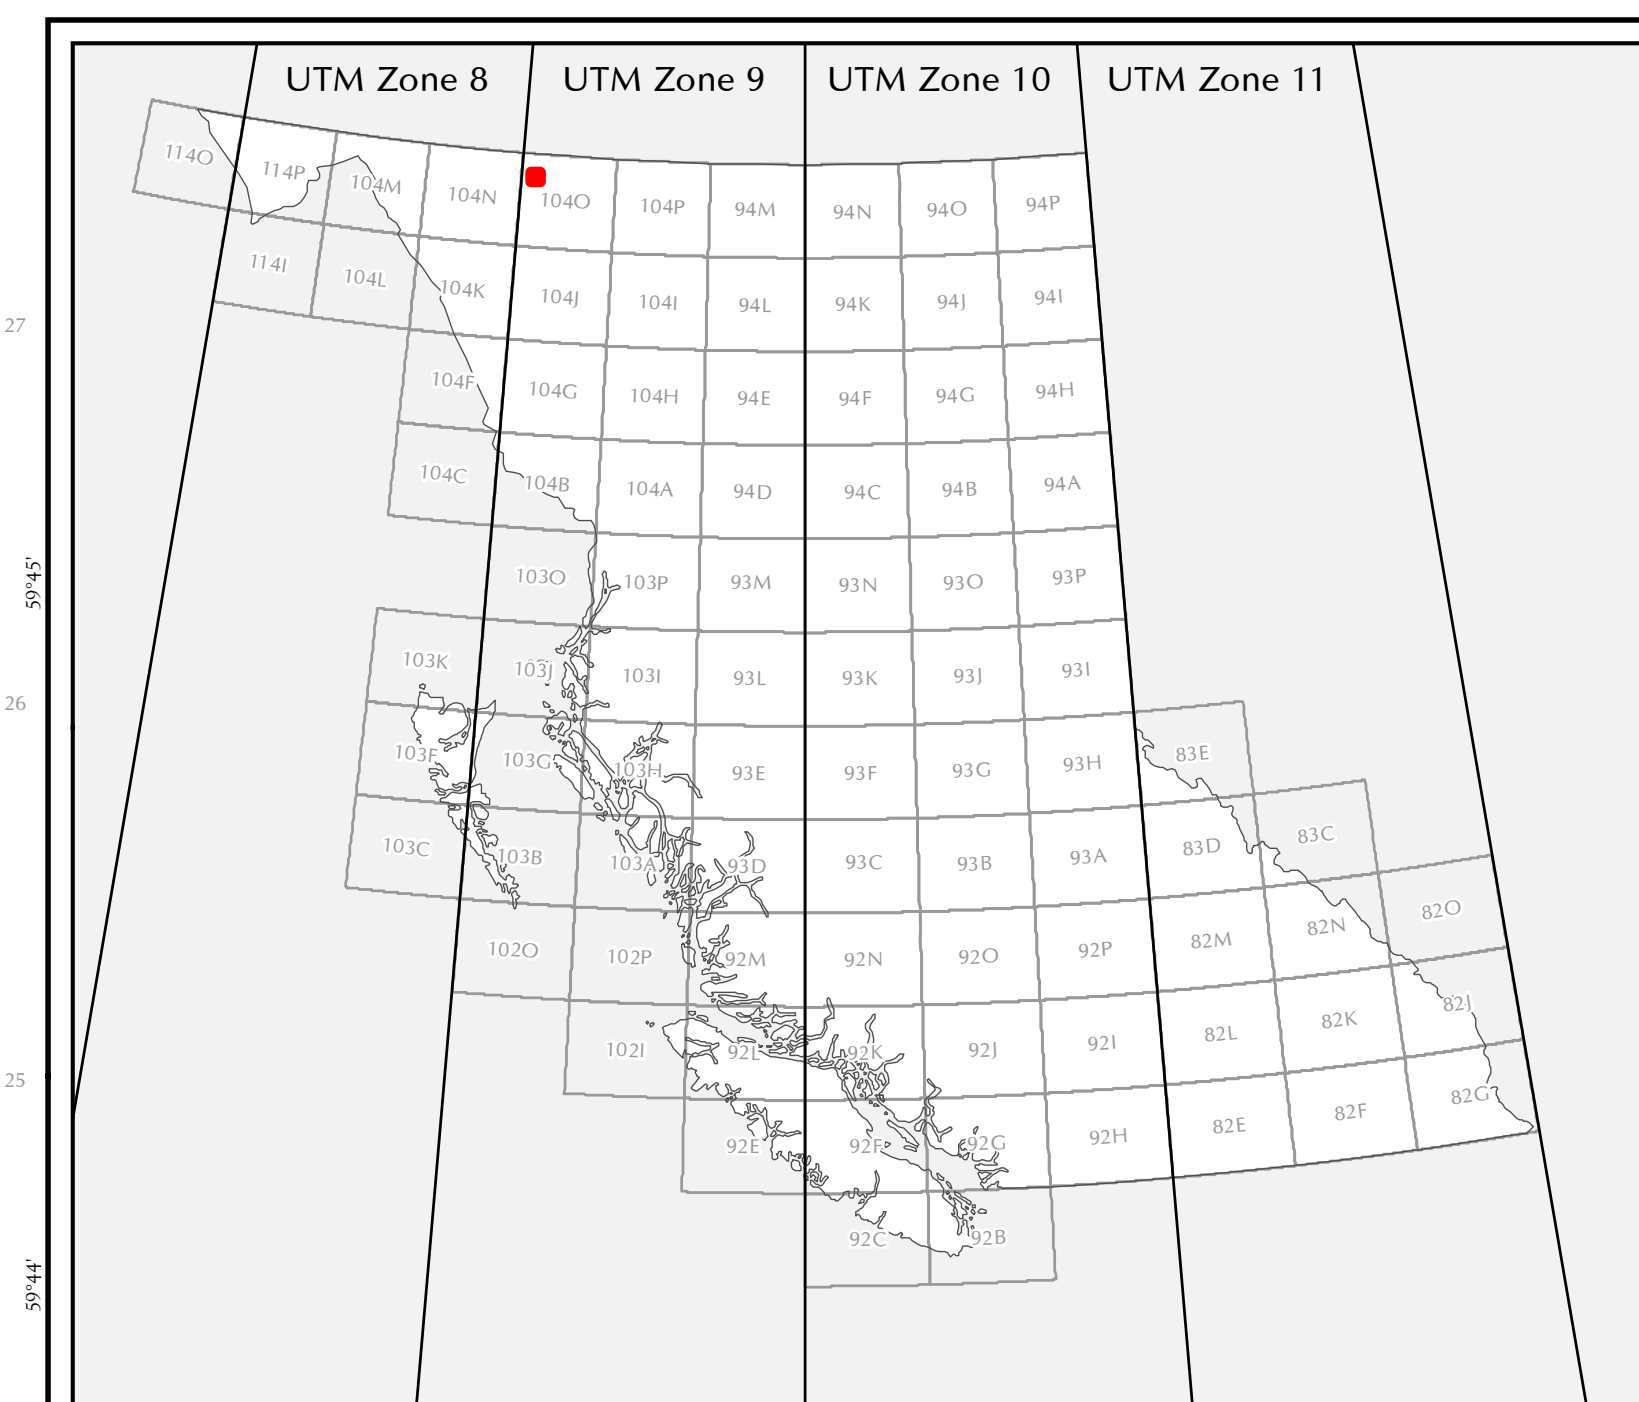 UTM Zone 8 UTM Zone 9 UTM Zone 10 UTM Zone 11
114O 114P 104M 104N 104O 104P 94M 94N 94O 94P
114I 104L 104K 104J 104I 94L 94K 94J 94I
27
104F 104G 104H 94E 94F 94G 94H
104C 104B 104A 94D 94C 94B 94A
59°45'
103O 103P 93M 93N 93O 93P
103K 103J 103I 93L 93K 93J 93I
26
103F 103G 103H 93E 93F 93G 93H 83E
103C 103B 103A 93D 93C 93B 93A 83D 83C
102O 102P 92M 92N 92O 92P 82M 82N 82O
102I 92L 92K 92J 92I 82L 82K 82J
25
92E 92F 92G 92H 82E 82F 82G
92C 92B
59°44'